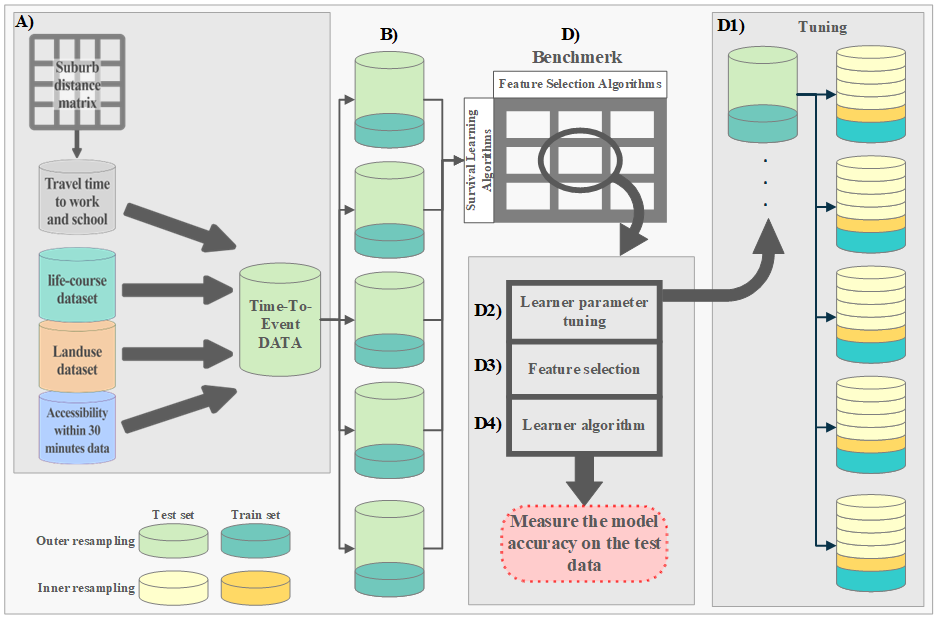 A)
Suburb
distance
matrix
Travel time
to work
and school
life-course
dataset
Landuse
dataset
Accessibility
within 30
minutes data
Time-To-
Event
DATA
B)
D)
Benchmerk
Feature Selection Algorithms
Survival Learning
Algorithms
D2)
Learner parameter
tuning
D3)
Feature selection
D4)
Learner algorithm
Measure the model
accuracy on the test
data
D1)
Tuning
.
.
.
Test set
Train set
Outer resampling
Inner resampling